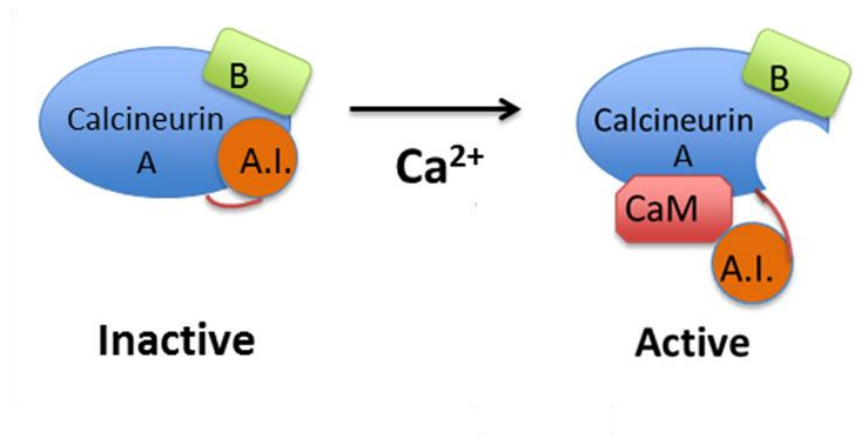 B
Calcineurin
A
A.I.
Inactive
Ca²⁺
B
Calcineurin
A
CaM
A.I.
Active